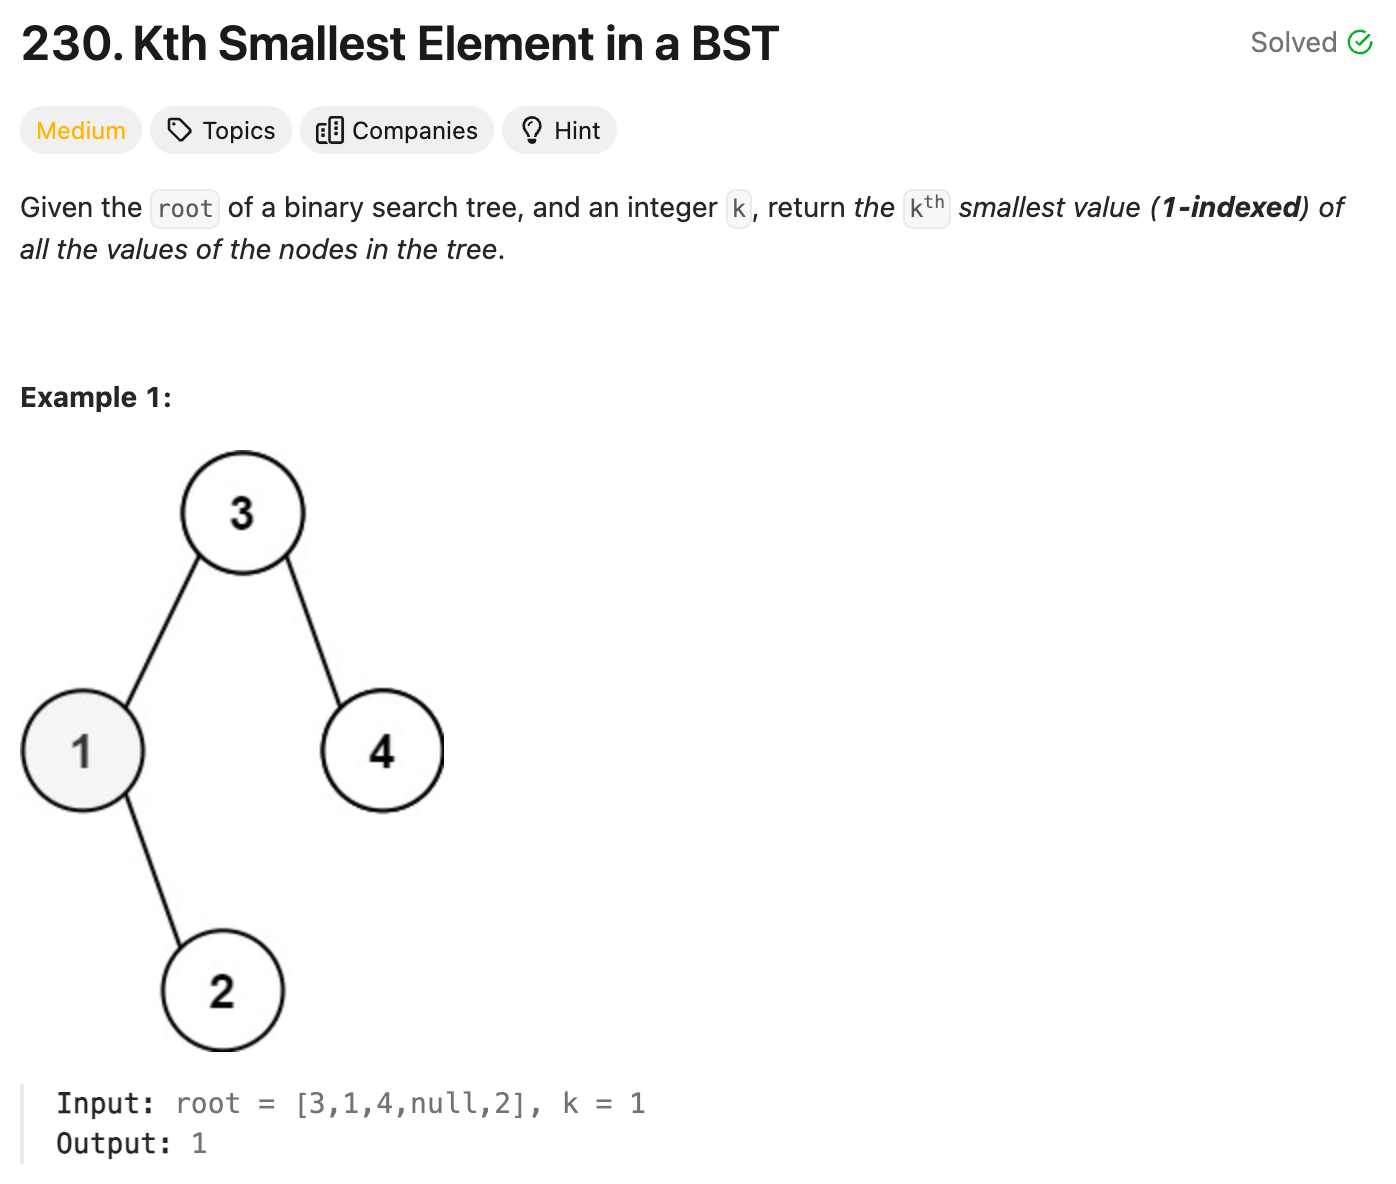 230. Kth Smallest Element in a BST
Solved
Medium Topics Companies Hint
Given the root of a binary search tree, and an integer k, return the kth smallest value (1-indexed) of
all the values of the nodes in the tree.
Example 1:
3
1 4
2
Input: root = [3,1,4,null,2], k = 1
Output: 1